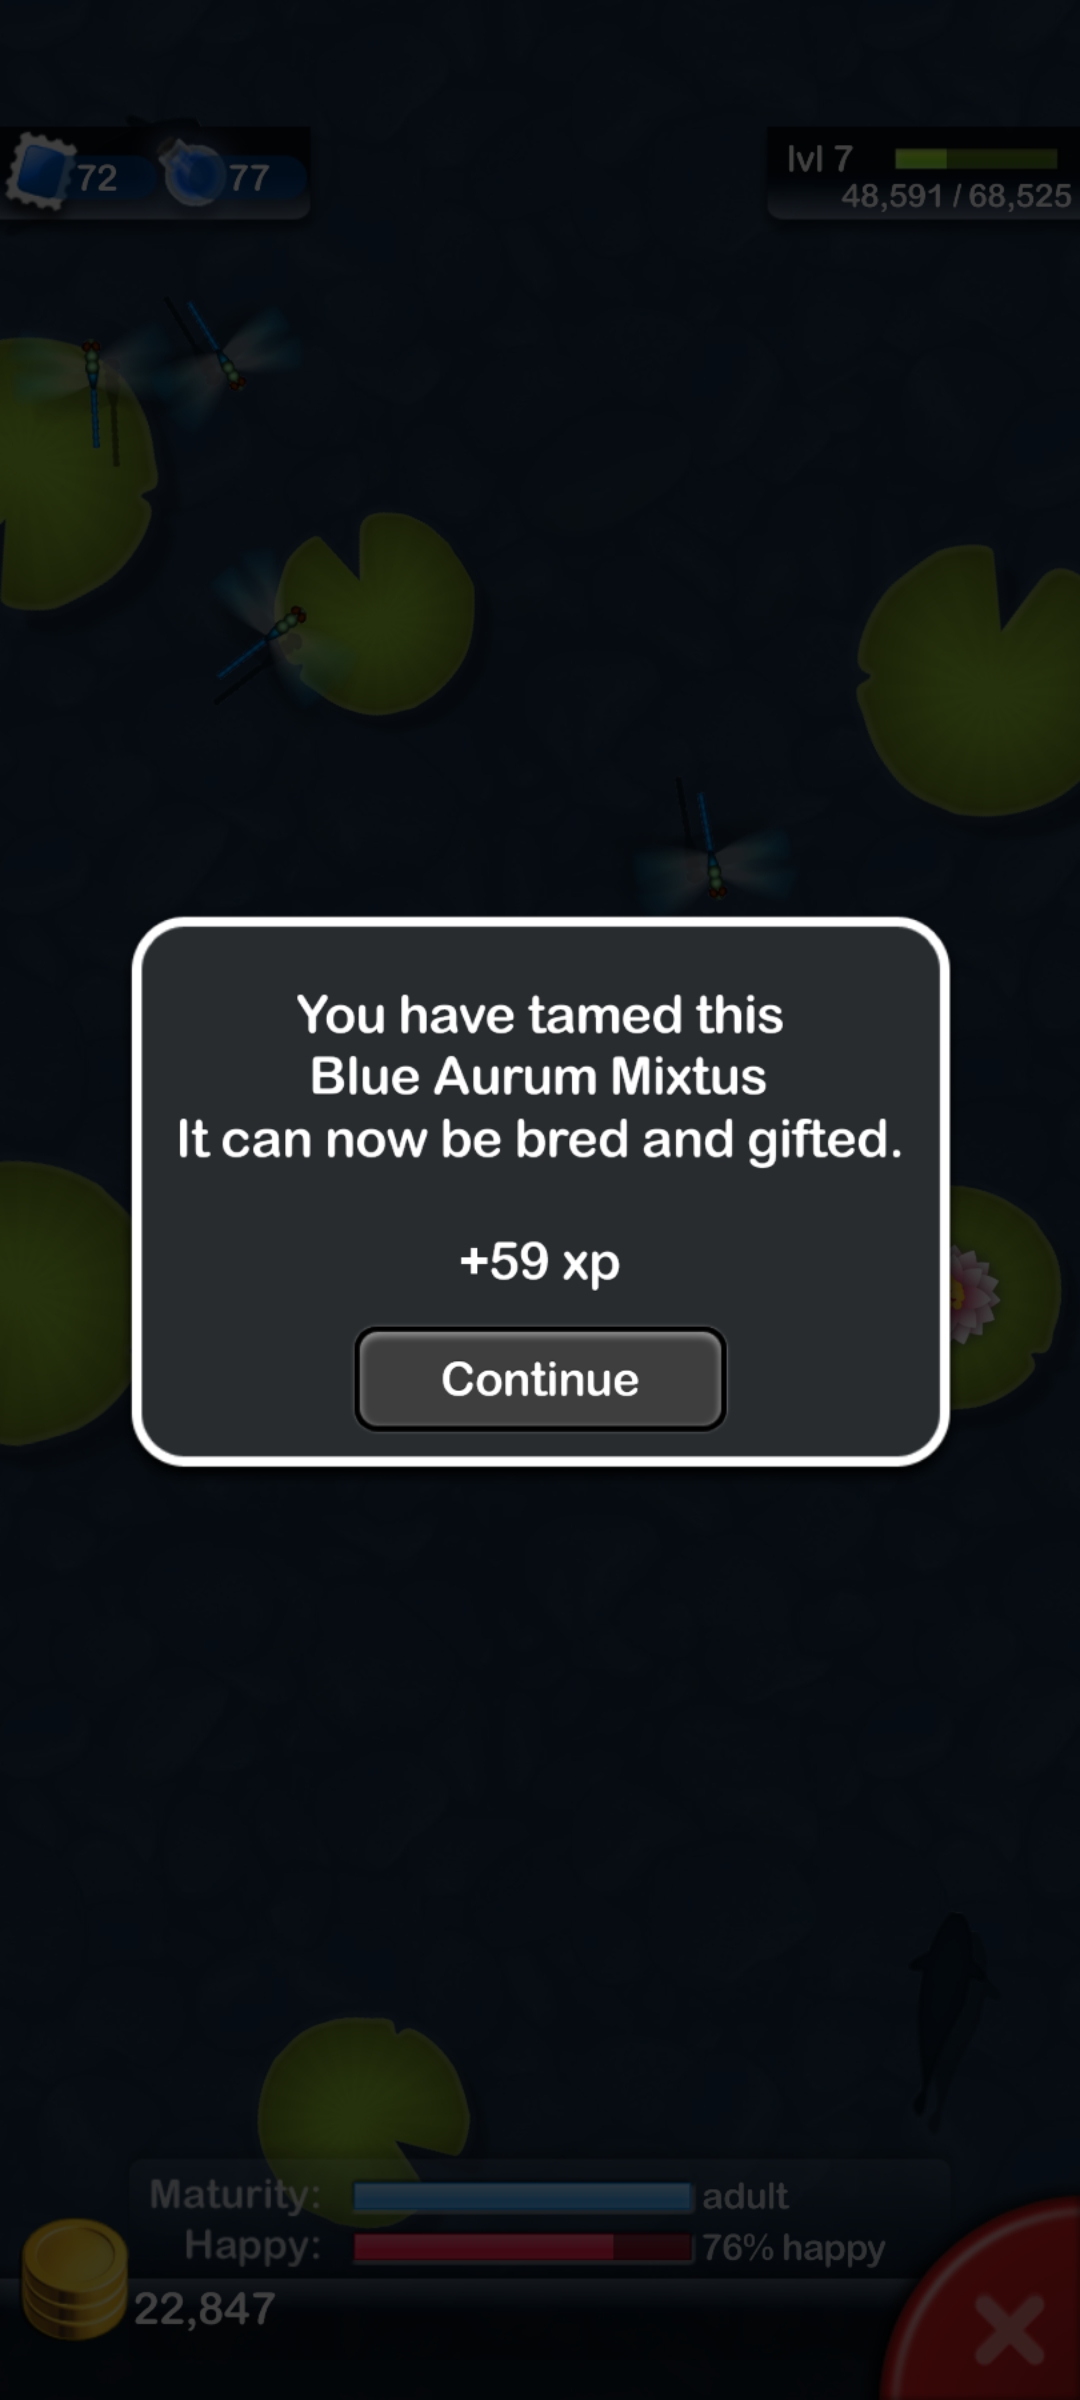 72
77
lvl 7
48,591 / 68,525
You have tamed this
Blue Aurum Mixtus
It can now be bred and gifted.
+59 xp
Continue
Maturity:
adult
Happy:
76% happy
22,847